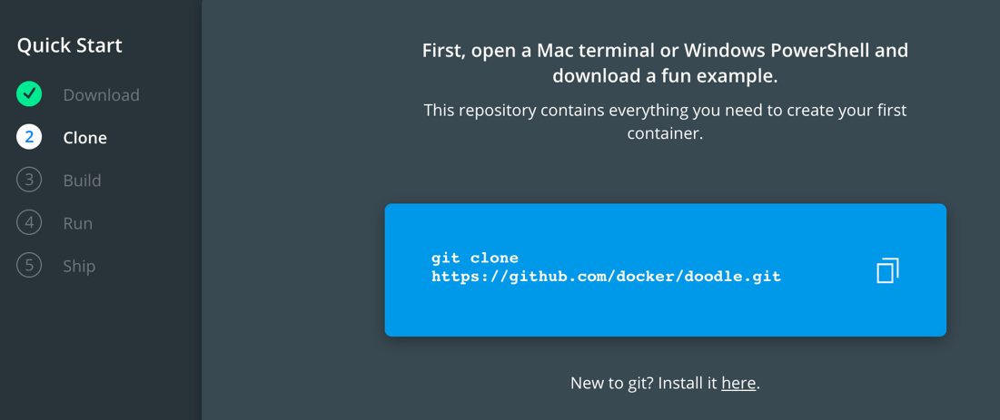 Quick Start
Download
2 Clone
3 Build
4 Run
5 Ship
First, open a Mac terminal or Windows PowerShell and
download a fun example.
This repository contains everything you need to create your first
container.
git clone
https://github.com/docker/doodle.git
New to git? Install it here.